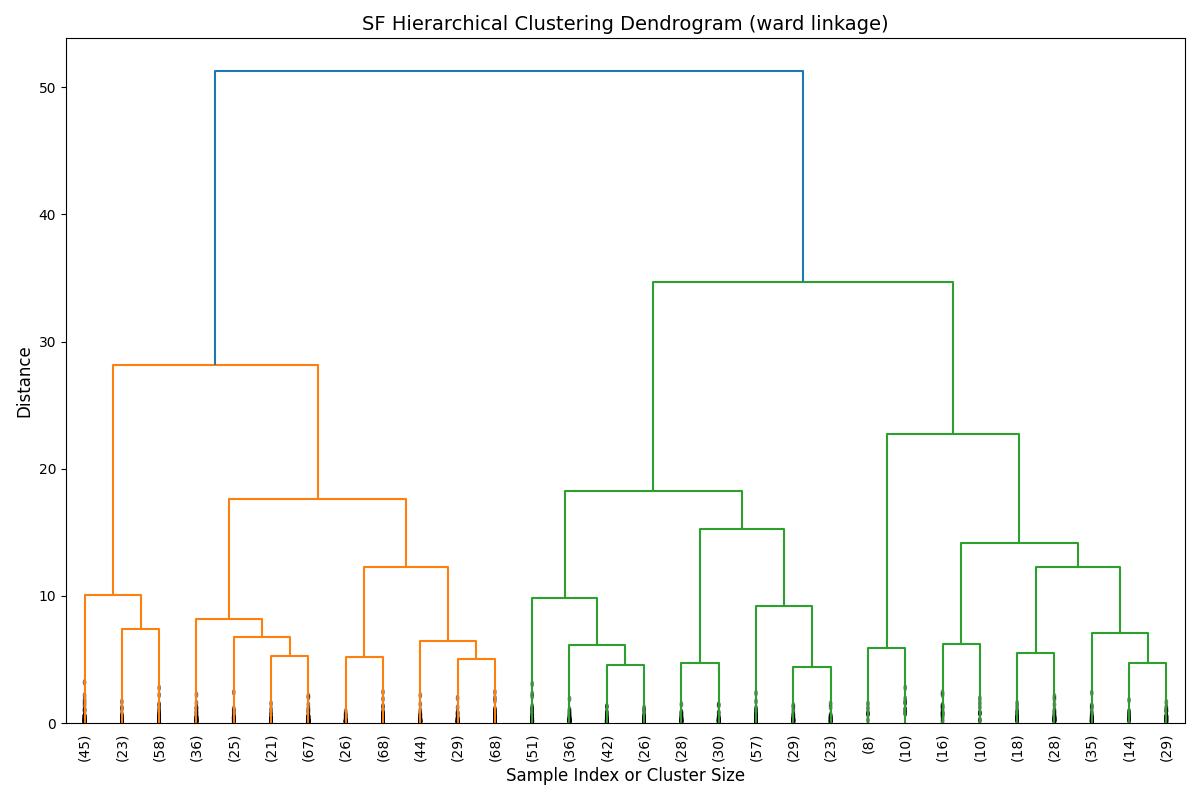 SF Hierarchical Clustering Dendrogram (ward linkage)
50
40
30
20
10
0
Distance
(45) (23) (58) (36) (25) (21) (67) (26) (68) (44) (29) (68) (51) (36) (42) (26) (28) (30) (57) (29) (23) (8) (10) (16) (10) (18) (28) (35) (14) (29)
Sample Index or Cluster Size